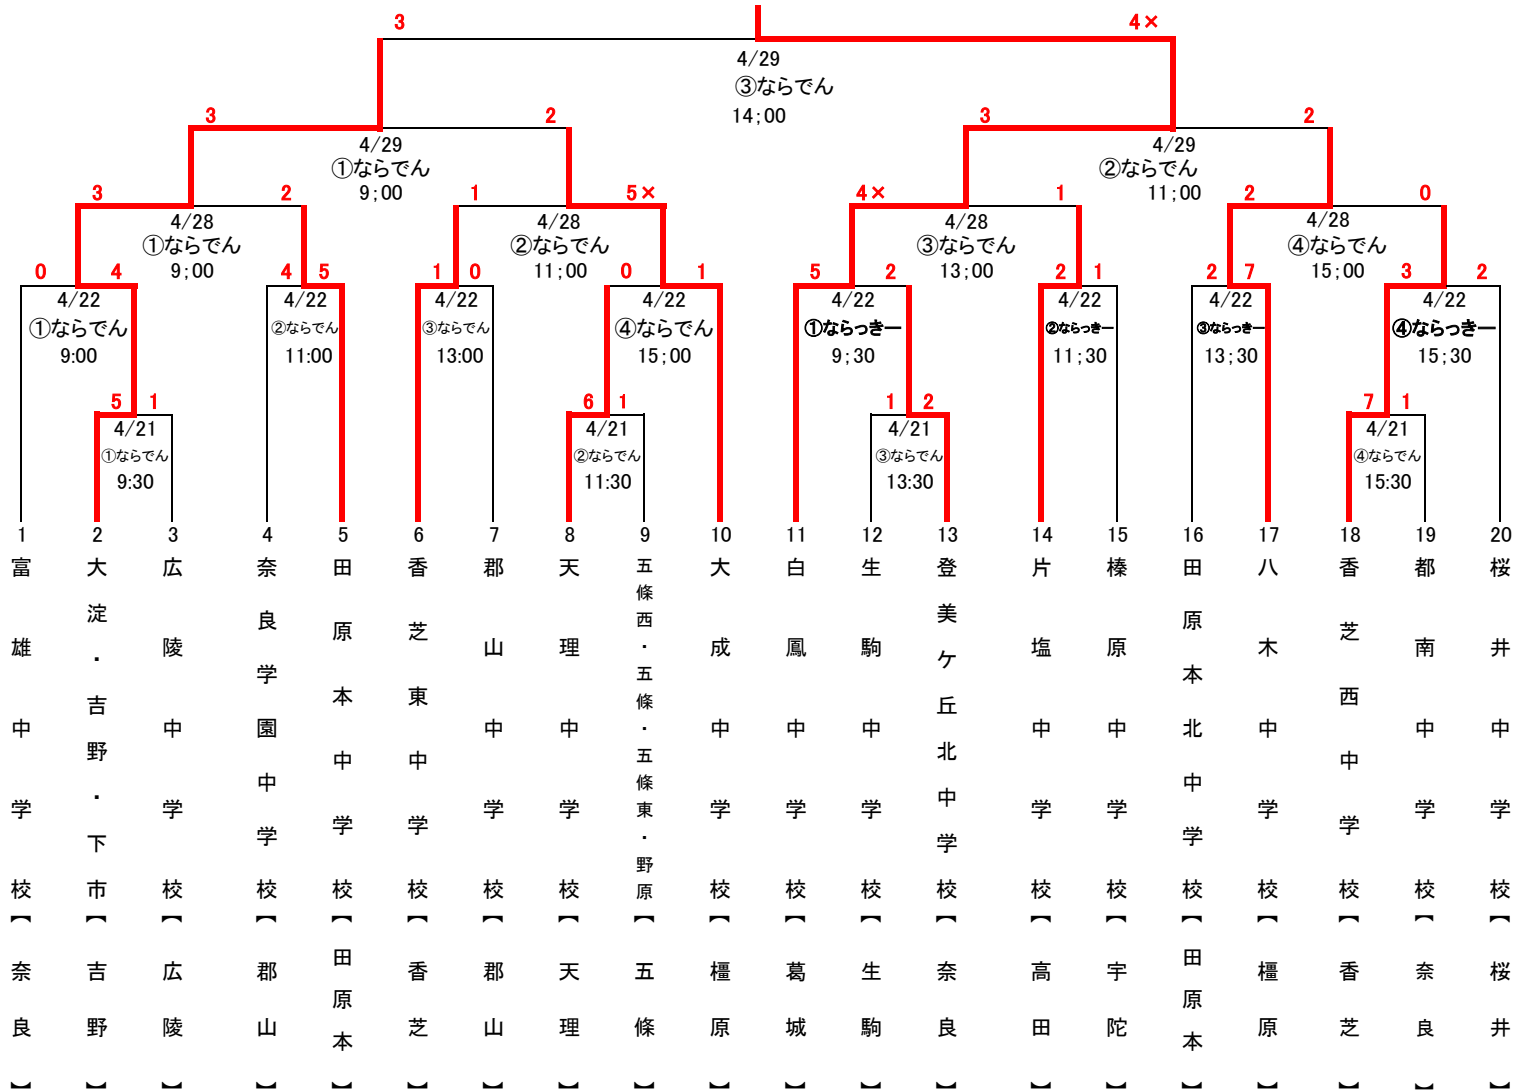 3 4×
4/29
③ならでん
14;00
3 2 3 2
4/29 4/29
①ならでん ②ならでん
9;00 11;00
3 2 1 5× 4× 1 2 0
4/28 4/28 4/28 4/28
①ならでん ②ならでん ③ならでん ④ならでん
9;00 11;00 13;00 15;00
0 4 4 5 1 0 0 1 5 2 2 1 2 7 3 2
4/22 4/22 4/22 4/22 4/22 4/22 4/22 4/22
①ならでん ②ならでん ③ならでん ④ならでん ①ならっきー ②ならっきー ③ならっきー ④ならっきー
9:00 11:00 13:00 15;00 9;30 11;30 13;30 15;30
5 1 6 1 1 2 7 1
4/21 4/21 4/21 4/21
①ならでん ②ならでん ③ならでん ④ならでん
9:30 11:30 13:30 15:30
1 2 3 4 5 6 7 8 9 10 11 12 13 14 15 16 17 18 19 20
富雄中学校【奈良】
大淀・吉野・下市【吉野】
広陵中学校【広陵】
奈良学園中学校【郡山】
田原本中学校【田原本】
香芝東中学校【香芝】
郡山中学校【郡山】
天理中学校【天理】
五條西・五條・五條東・野原【五條】
大成中学校【橿原】
白鳳中学校【葛城】
生駒中学校【生駒】
登美ケ丘北中学校【奈良】
片塩中学校【高田】
榛原中学校【宇陀】
田原本北中学校【田原本】
八木中学校【橿原】
香芝西中学校【香芝】
都南中学校【奈良】
桜井中学校【桜井】